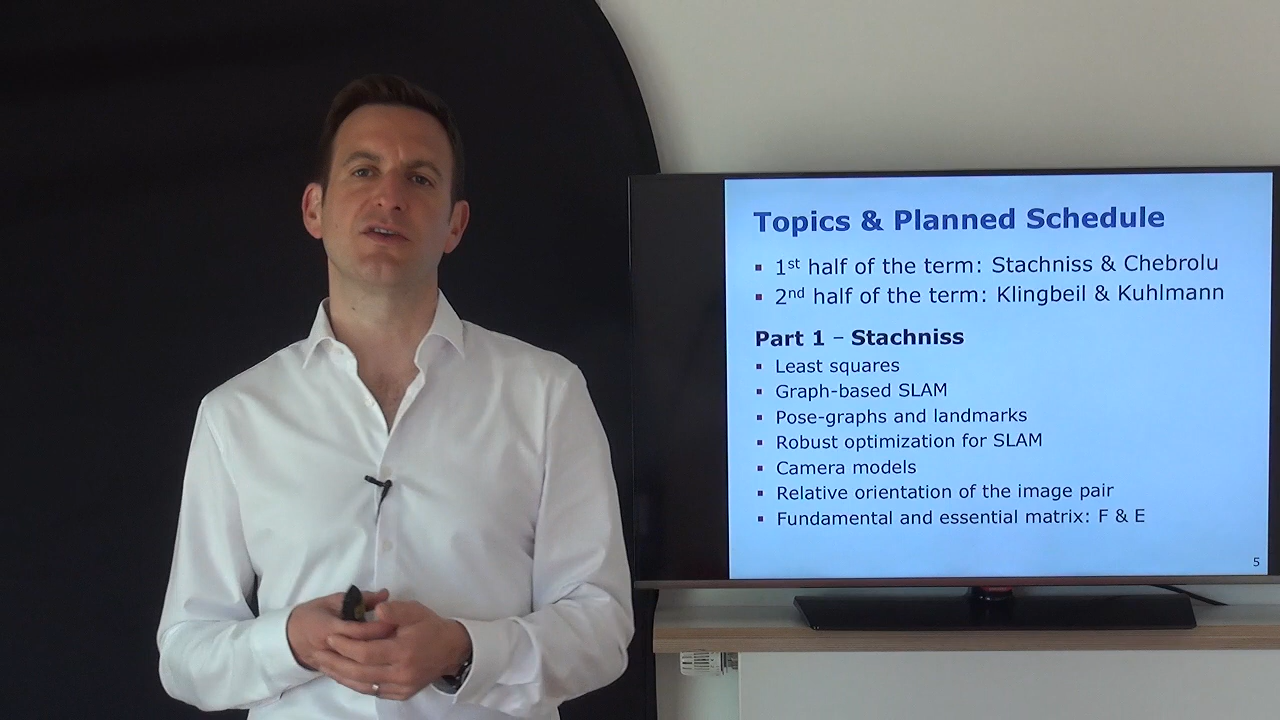 Topics & Planned Schedule
▪ 1st half of the term: Stachniss & Chebrolu
▪ 2nd half of the term: Klingbeil & Kuhlmann
Part 1 – Stachniss
▪ Least squares
▪ Graph-based SLAM
▪ Pose-graphs and landmarks
▪ Robust optimization for SLAM
▪ Camera models
▪ Relative orientation of the image pair
▪ Fundamental and essential matrix: F & E
5